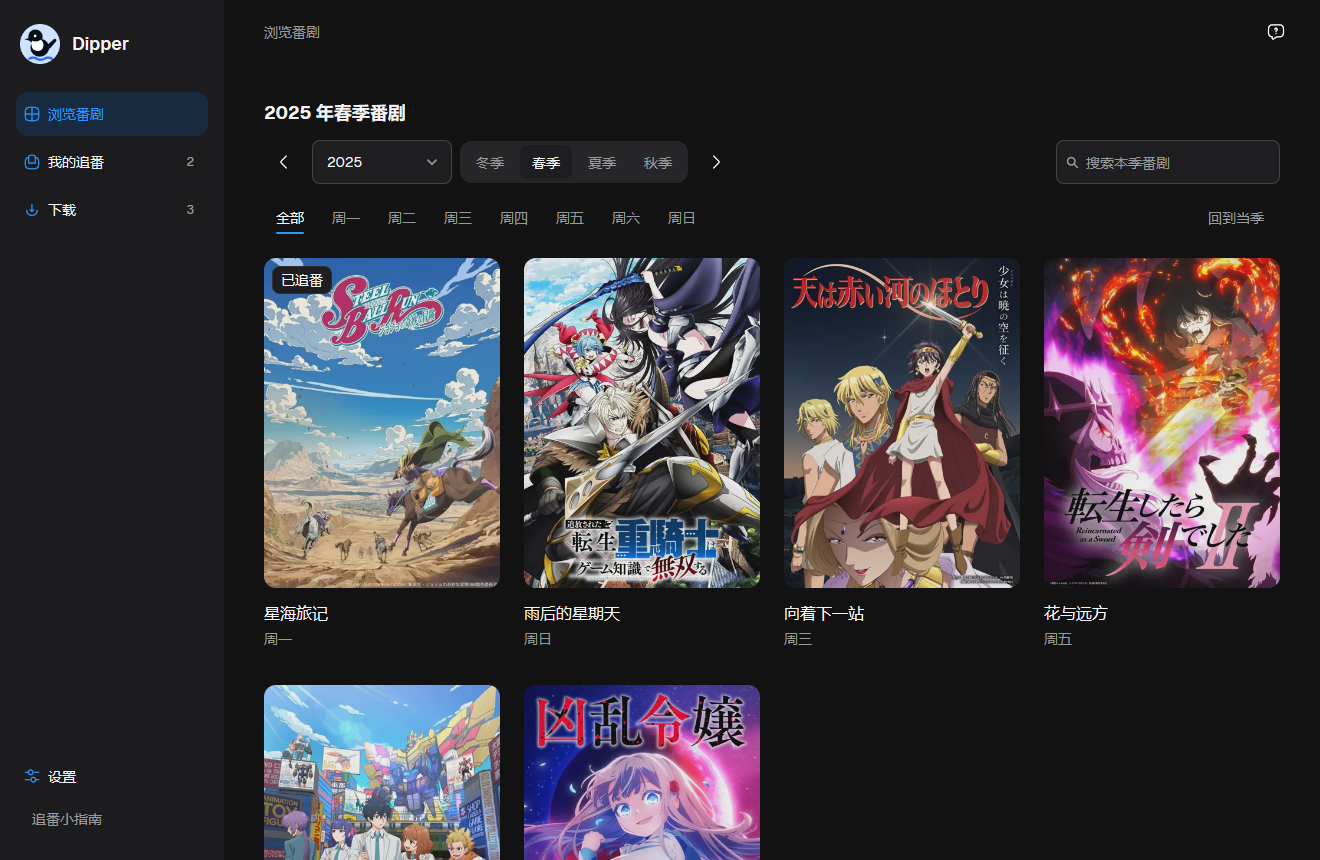 Dipper
浏览番剧
我的追番 2
下载 3
设置
追番小指南
浏览番剧
2025 年春季番剧
2025
冬季 春季 夏季 秋季
搜索本季番剧
全部 周一 周二 周三 周四 周五 周六 周日
回到当季
已追番
STEEL BALL RUN
星海旅记
周一
追放された
転生重騎士は
ゲーム知識で無双する
雨后的星期天
周日
天は赤い河のほとり
少女は暁の空を征く
向着下一站
周三
転生したら
剣でした II
Reincarnated
as a Sword
花与远方
周五
凶乱令嬢